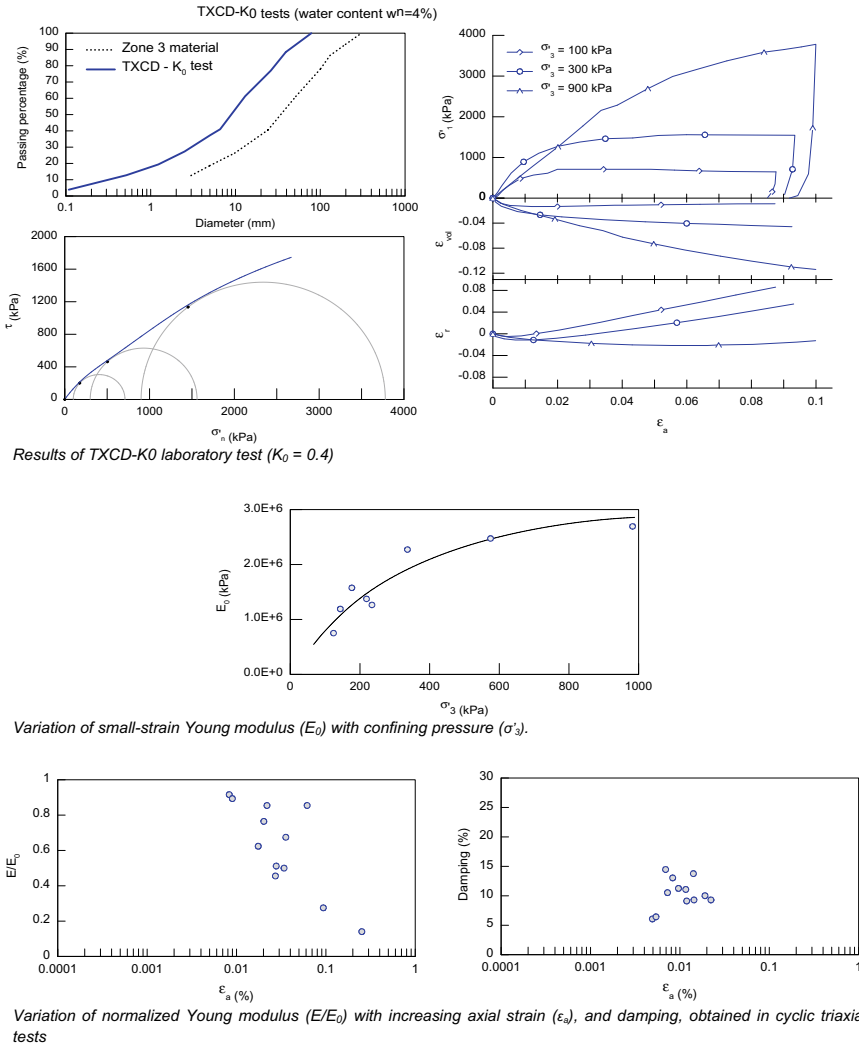 TXCD-K0 tests (water content wn=4%)
100
90
80
70
60
50
40
30
20
10
0
Passing percentage (%)
Zone 3 material
TXCD - K0 test
0.1
1
10
100
1000
Diameter (mm)
2000
1600
1200
800
400
0
τ (kPa)
0
1000
2000
3000
4000
σ'n (kPa)
σ'3 = 100 kPa
σ'3 = 300 kPa
σ'3 = 900 kPa
4000
3000
2000
1000
0
σ'1 (kPa)
-0.04
-0.08
-0.12
εvol
0.08
0.04
0
-0.04
-0.08
εr
0
0.02
0.04
0.06
0.08
0.1
εa
Results of TXCD-K0 laboratory test (K0 = 0.4)
3.0E+6
2.0E+6
1.0E+6
0.0E+0
E0 (kPa)
0
200
400
600
800
1000
σ'3 (kPa)
Variation of small-strain Young modulus (E0) with confining pressure (σ'3).
1
0.8
0.6
0.4
0.2
0
E/E0
0.0001
0.001
0.01
0.1
1
εa (%)
30
25
20
15
10
5
0
Damping (%)
0.0001
0.001
0.01
0.1
1
εa (%)
Variation of normalized Young modulus (E/E0) with increasing axial strain (εa), and damping, obtained in cyclic triaxia
tests